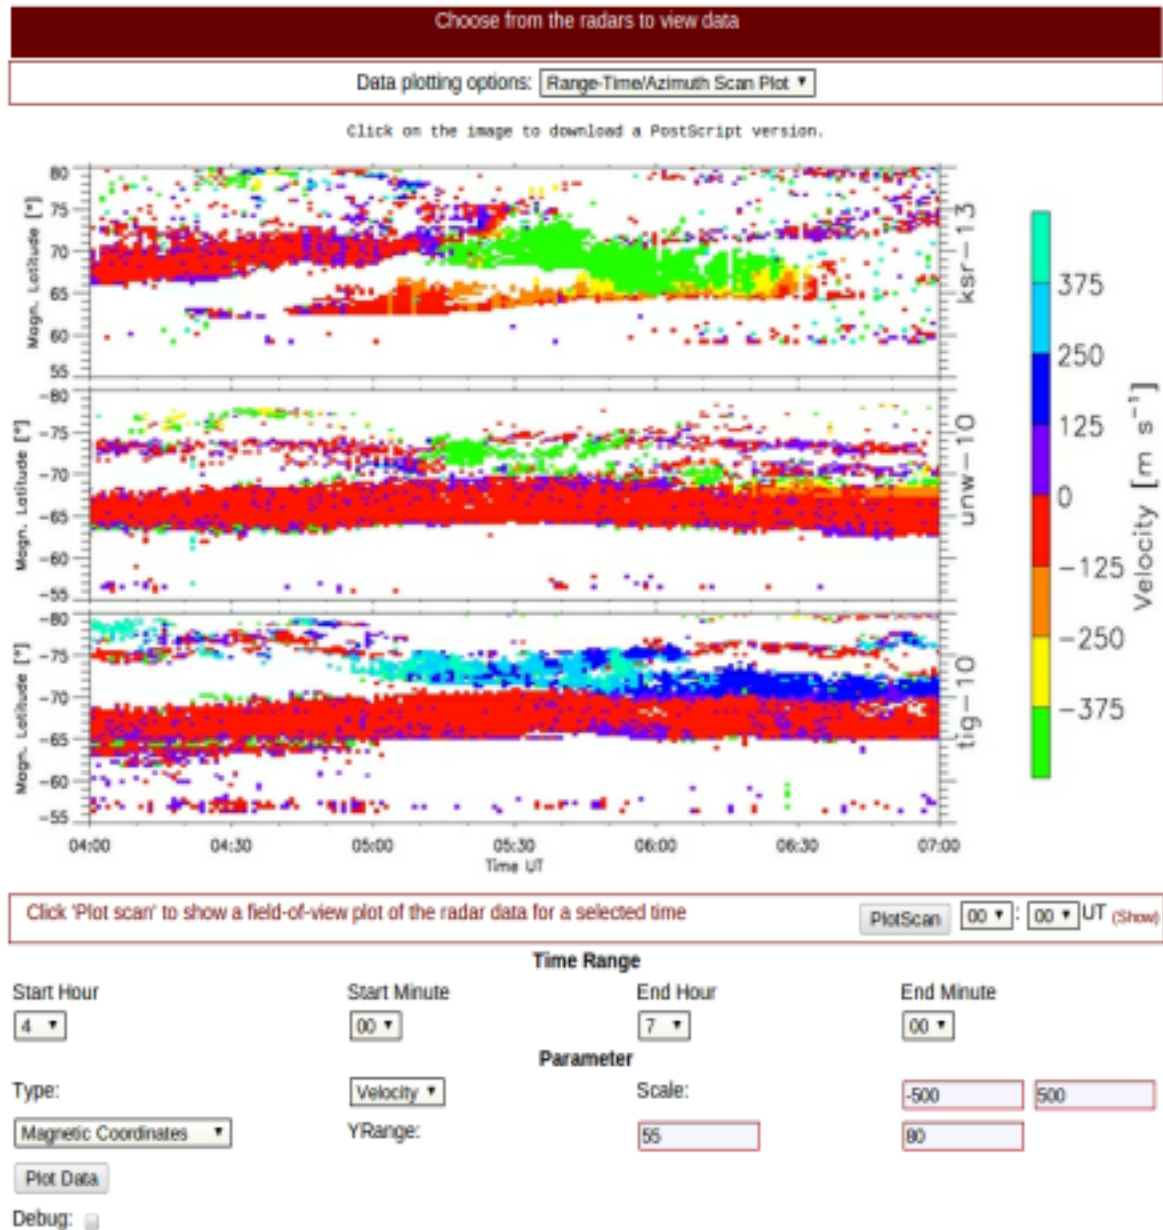 Choose from the radars to view data
Data plotting options: Range-Time/Azimuth Scan Plot
Click on the image to download a PostScript version.
80
75
70
65
60
55
Magn. Latitude [°]
ksr-13
-80
-75
-70
-65
-60
-55
Magn. Latitude [°]
unw-10
-80
-75
-70
-65
-60
-55
Magn. Latitude [°]
tig-10
04:00 04:30 05:00 05:30 06:00 06:30 07:00
Time UT
375
250
125
0
-125
-250
-375
Velocity [m s⁻¹]
Click 'Plot scan' to show a field-of-view plot of the radar data for a selected time PlotScan 00 : 00 UT (Show)
Time Range
Start Hour Start Minute End Hour End Minute
4 00 7 00
Parameter
Type: Velocity Scale: -500 500
Magnetic Coordinates YRange: 55 80
Plot Data
Debug: